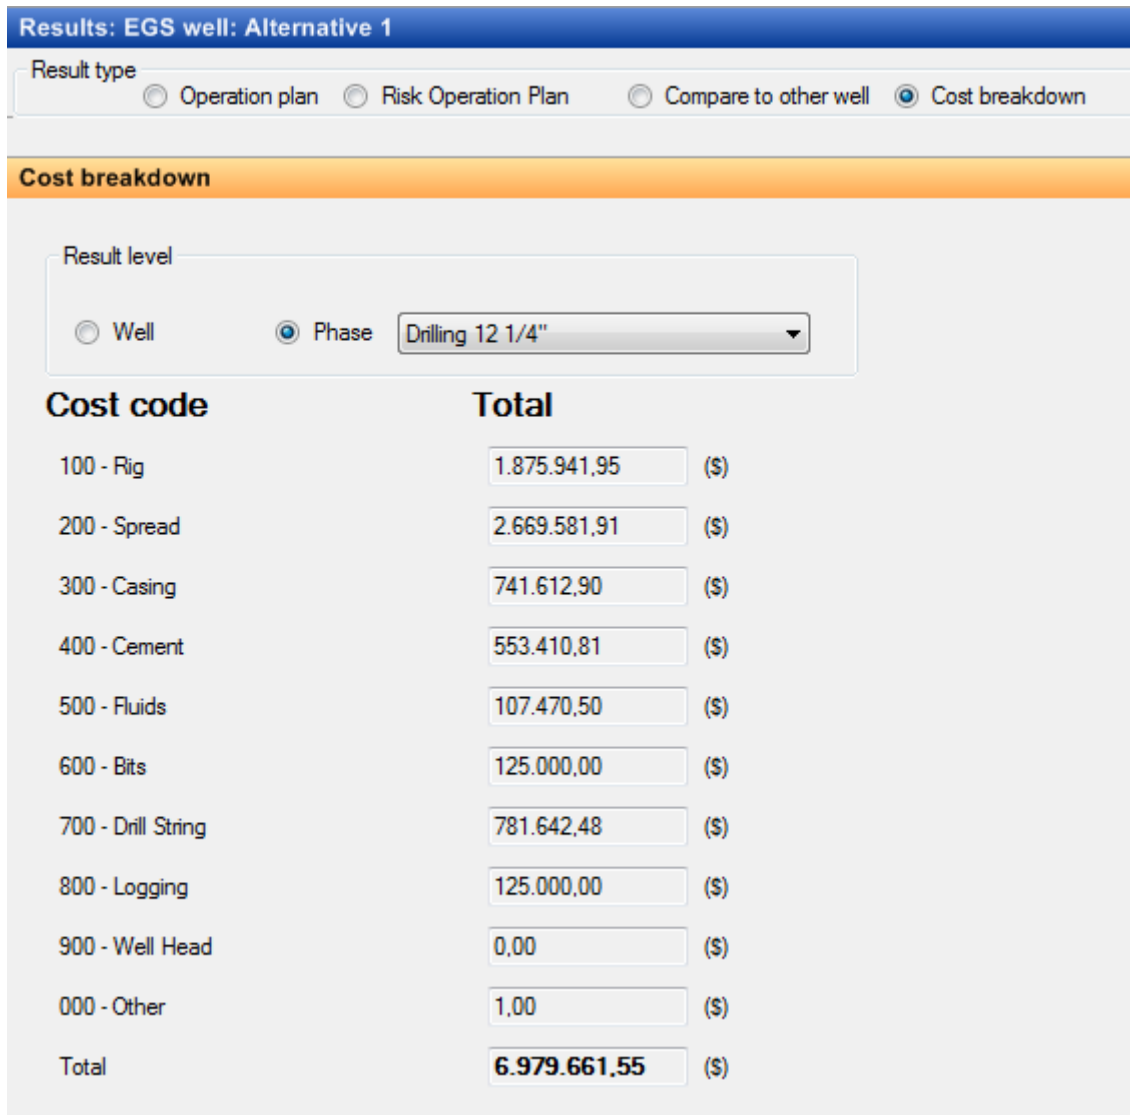 Results: EGS well: Alternative 1
Result type
Operation plan Risk Operation Plan Compare to other well Cost breakdown
Cost breakdown
Result level
Well Phase Drilling 12 1/4"
Cost code Total
100 - Rig 1.875.941,95 ($)
200 - Spread 2.669.581,91 ($)
300 - Casing 741.612,90 ($)
400 - Cement 553.410,81 ($)
500 - Fluids 107.470,50 ($)
600 - Bits 125.000,00 ($)
700 - Drill String 781.642,48 ($)
800 - Logging 125.000,00 ($)
900 - Well Head 0,00 ($)
000 - Other 1,00 ($)
Total 6.979.661,55 ($)